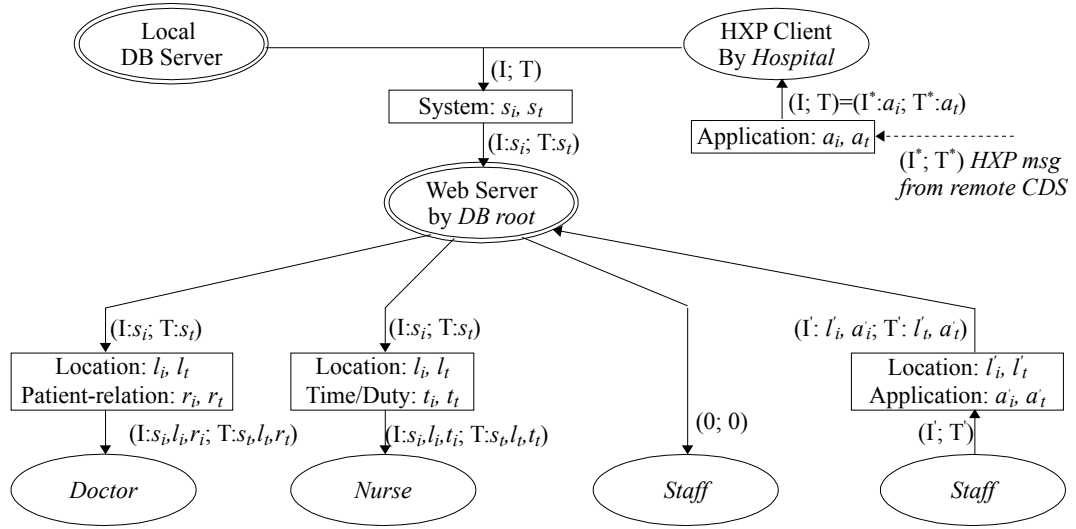 Local
DB Server
HXP Client
By Hospital
(I; T)
(I; T)=(I*:aᵢ; T*:aₜ)
System: sᵢ, sₜ
Application: aᵢ, aₜ
(I:sᵢ; T:sₜ)
(I*; T*) HXP msg
from remote CDS
Web Server
by DB root
(I:sᵢ; T:sₜ)
(I:sᵢ; T:sₜ)
(I': l'ᵢ, a'ᵢ; T': l'ₜ, a'ₜ)
Location: lᵢ, lₜ
Patient-relation: rᵢ, rₜ
Location: lᵢ, lₜ
Time/Duty: tᵢ, tₜ
Location: l'ᵢ, l'ₜ
Application: a'ᵢ, a'ₜ
(I:sᵢ,lᵢ,rᵢ; T:sₜ,lₜ,rₜ)
(I:sᵢ,lᵢ,tᵢ; T:sₜ,lₜ,tₜ)
(0; 0)
(I'; T')
Doctor
Nurse
Staff
Staff